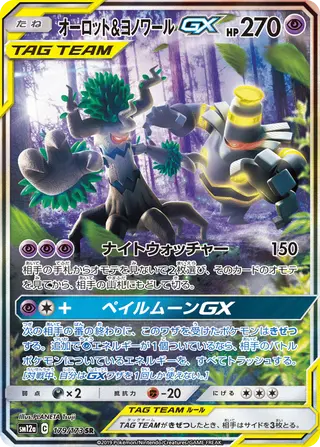 たね オーロット&ヨノワールGX HP270
TAG TEAM
ナイトウォッチャー 150
相手の手札からオモテを見ないで2枚選び、そのカードのオモテ
を見てから、相手の山札にもどして切る。
+ ペイルムーンGX
次の相手の番の終わりに、このワザを受けたポケモンはきぜつ
する。追加でエネルギーが1個ついているなら、相手のバトル
ポケモンについているエネルギーを、すべてトラッシュする。
[対戦中、自分はGXワザを1回しか使えない。]
弱点 ×2 抵抗力 -20 にげる
Illus.PLANETA Tsuji
sm12a C 179/173 SR
TAG TEAM ルール
TAG TEAMがきぜつしたとき、相手はサイドを3枚とる。
©2019 Pokémon/Nintendo/Creatures/GAME FREAK